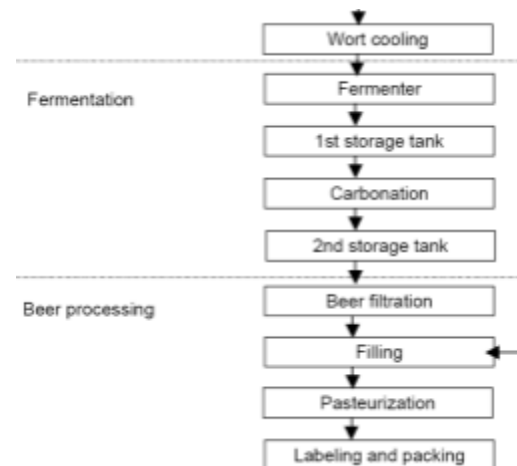 Wort cooling
Fermentation
Fermenter
1st storage tank
Carbonation
2nd storage tank
Beer processing
Beer filtration
Filling
Pasteurization
Labeling and packing